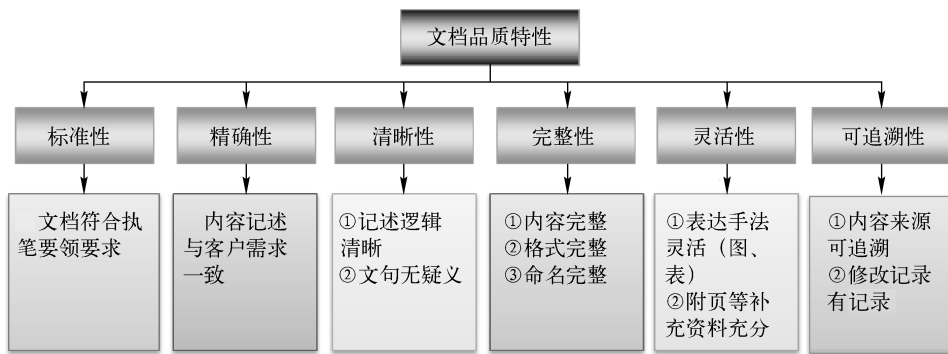 文档品质特性
标准性
精确性
清晰性
完整性
灵活性
可追溯性
文档符合执
笔要领要求
内容记述
与客户需求
一致
①记述逻辑
清晰
②文句无疑义
①内容完整
②格式完整
③命名完整
①表达手法
灵活（图、
表）
②附页等补
充资料充分
①内容来源
可追溯
②修改记录
有记录